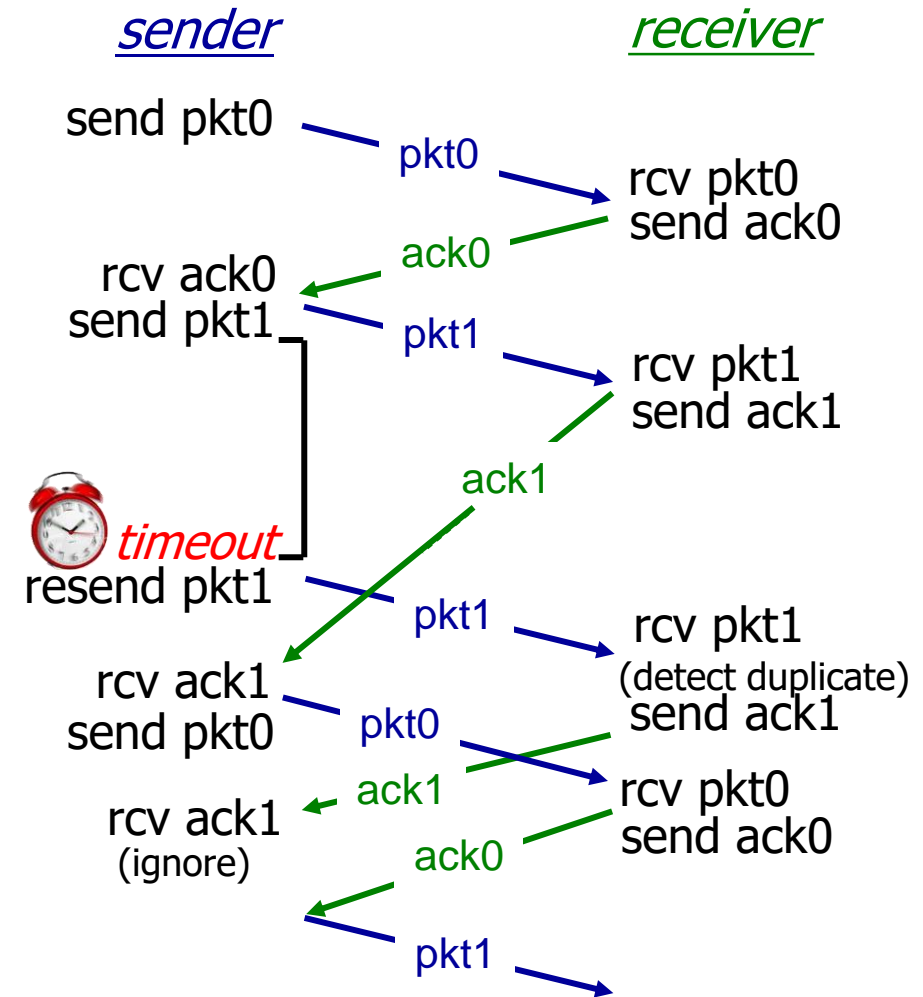 sender
receiver
send pkt0
pkt0
rcv pkt0
send ack0
ack0
rcv ack0
send pkt1
pkt1
rcv pkt1
send ack1
ack1
timeout
resend pkt1
pkt1
rcv pkt1
(detect duplicate)
send ack1
rcv ack1
send pkt0
pkt0
ack1
rcv pkt0
send ack0
rcv ack1
(ignore)
ack0
pkt1